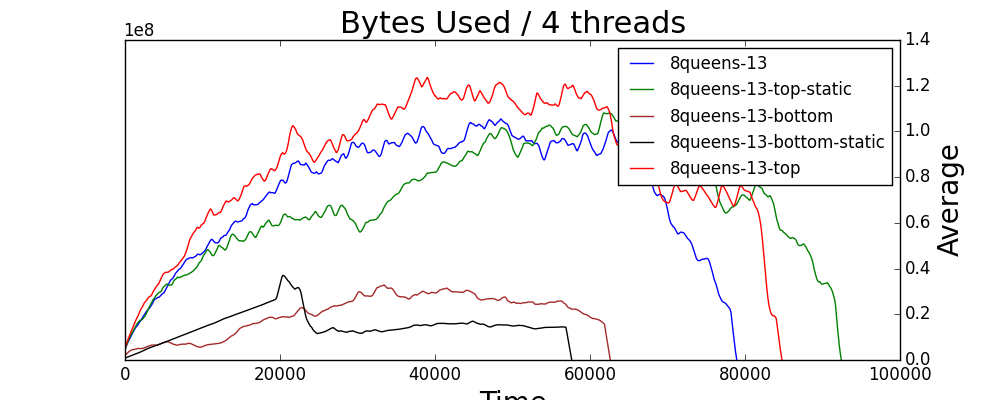 Bytes Used / 4 threads
1e8
1.4
1.2
1.0
0.8
0.6
0.4
0.2
0.0
Average
8queens-13
8queens-13-top-static
8queens-13-bottom
8queens-13-bottom-static
8queens-13-top
0 20000 40000 60000 80000 100000
Time